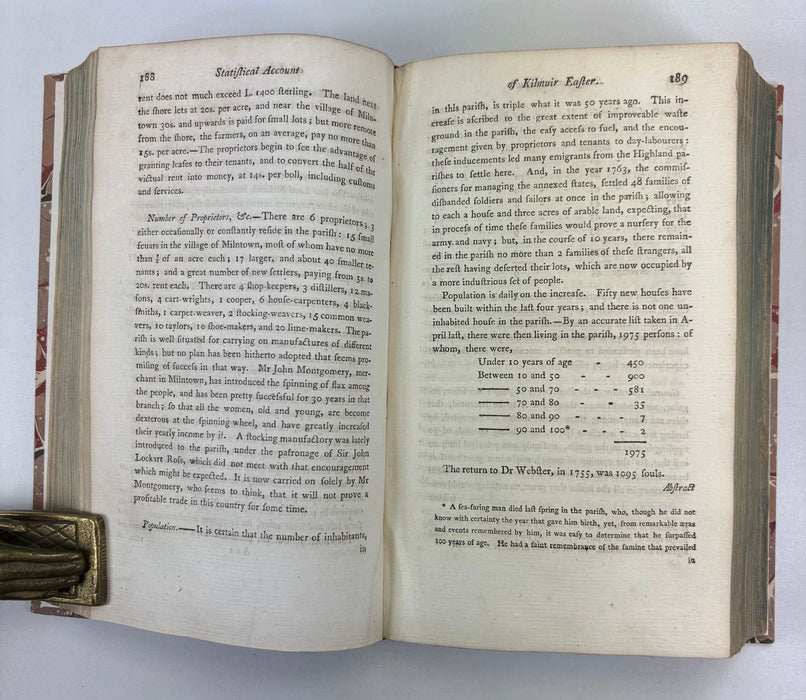 188 Statiſtical Account
rent does not much exceed L. 1400 ſterling. The land next
the ſhore lets at 20s. per acre, and near the village of Miln-
town 30s. and upwards is paid for ſmall lots; but more remote
from the ſhore, the farmers, on an average, pay no more than
15s. per acre.—The proprietors begin to ſee the advantage of
granting leaſes to their tenants, and to convert the half of the
victual rent into money, at 14s. per boll, including cuſtoms
and ſervices.
Number of Proprietors, &c.—There are 6 proprietors; 3
either occaſionally or conſtantly reſide in the pariſh: 15 ſmall
feuars in the village of Milntown, moſt of whom have no more
than of an acre each; 17 larger, and about 40 ſmaller te-
nants; and a great number of new ſettlers, paying from 5s. to
20s. rent each. There are 4 ſhop-keepers, 3 diſtillers, 12 ma-
ſons, 4 cart-wrights, 1 cooper, 6 houſe-carpenters, 4 black-
ſmiths, 1 carper-weaver, 2 ſtocking-weavers, 15 common wea-
vers, 10 taylors, 10 ſhoe-makers, and 20 lime-makers. The pa-
riſh is well ſituated for carrying on manufactures of different
kinds; but no plan has been hitherto adopted that ſeems pro-
miſing of ſucceſs in that way. Mr John Montgomery, mer-
chant in Milntown, has introduced the ſpinning of flax among
the people, and has been pretty ſucceſsful for 30 years in that
branch; ſo that all the women, old and young, are become
dexterous at the ſpinning-wheel, and have greatly increaſed
their yearly income by it. A ſtocking manufactory was lately
introduced to the pariſh, under the patronage of Sir John
Lockart Roſs, which did not meet with that encouragement
which might be expected. It is now carried on ſolely by Mr
Montgomery, who ſeems to think, that it will not prove a
profitable trade in this country for ſome time.
Population.——It is certain that the number of inhabitants,
in
of Kilmuir Eaſter. 189
in this pariſh, is triple what it was 50 years ago. This in-
creaſe is aſcribed to the great extent of improveable waſte
ground in the pariſh, the eaſy acceſs to fuel, and the encou-
ragement given by proprietors and tenants to day-labourers:
theſe inducements led many emigrants from the Highland pa-
riſhes to ſettle here. And, in the year 1763, the commiſ-
ſioners for managing the annexed ſtates, ſettled 48 families of
diſbanded ſoldiers and ſailors at once in the pariſh; allowing
to each a houſe and three acres of arable land, expecting, that
in proceſs of time theſe families would prove a nurſery for the
army and navy; but, in the courſe of 10 years, there remain-
ed in the pariſh no more than 2 families of theſe ſtrangers, all
the reſt having deſerted their lots, which are now occupied by
a more induſtrious ſet of people.
Population is daily on the increaſe. Fifty new houſes have
been built within the laſt four years; and there is not one un-
inhabited houſe in the pariſh.—By an accurate liſt taken in A-
pril laſt, there were then living in the pariſh, 1975 perſons: of
whom, there were,
Under 10 years of age - 450
Between 10 and 50 - - 900
—— 50 and 70 - - - 581
—— 70 and 80 - - 35
—— 80 and 90 - - - 7
—— 90 and 100* - - - 2
1975
The return to Dr Webſter, in 1755, was 1095 ſouls.
Abſtract
* A ſea-faring man died laſt ſpring in the pariſh, who, though he did not
know with certainty the year that gave him birth, yet, from remarkable æras
and events remembered by him, it was eaſy to determine that he ſurpaſſed
100 years of age. He had a faint remembrance of the famine that prevailed
in